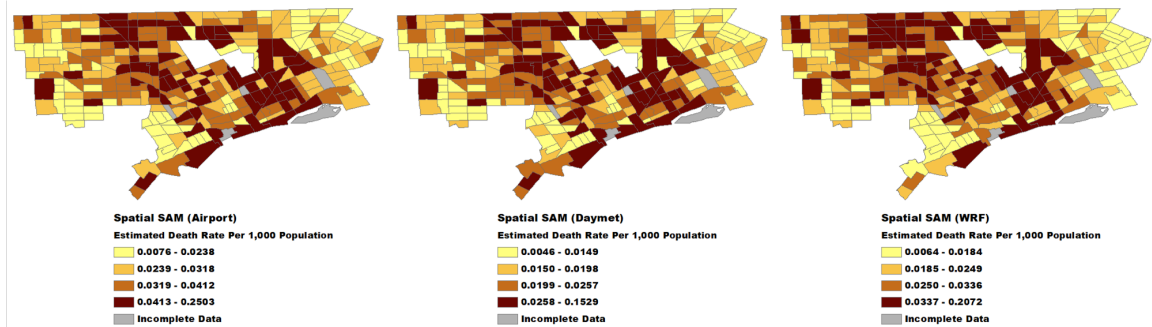 Spatial SAM (Airport)
Estimated Death Rate Per 1,000 Population
0.0076 - 0.0238
0.0239 - 0.0318
0.0319 - 0.0412
0.0413 - 0.2503
Incomplete Data
Spatial SAM (Daymet)
Estimated Death Rate Per 1,000 Population
0.0046 - 0.0149
0.0150 - 0.0198
0.0199 - 0.0257
0.0258 - 0.1529
Incomplete Data
Spatial SAM (WRF)
Estimated Death Rate Per 1,000 Population
0.0064 - 0.0184
0.0185 - 0.0249
0.0250 - 0.0336
0.0337 - 0.2072
Incomplete Data